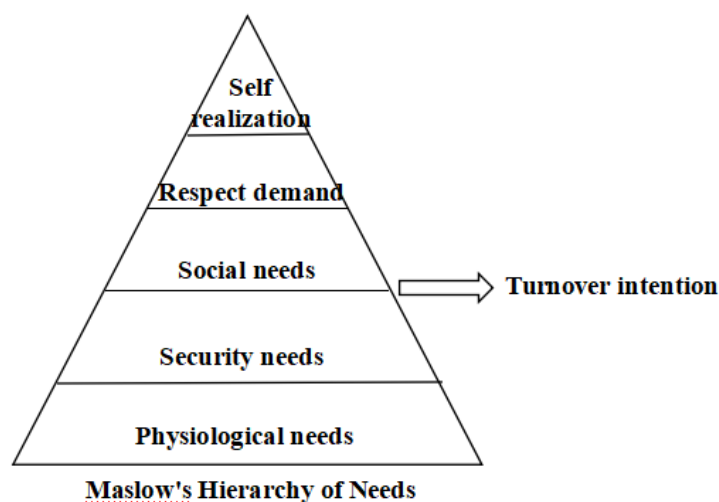 Self
realization
Respect demand
Social needs
Turnover intention
Security needs
Physiological needs
Maslow's Hierarchy of Needs